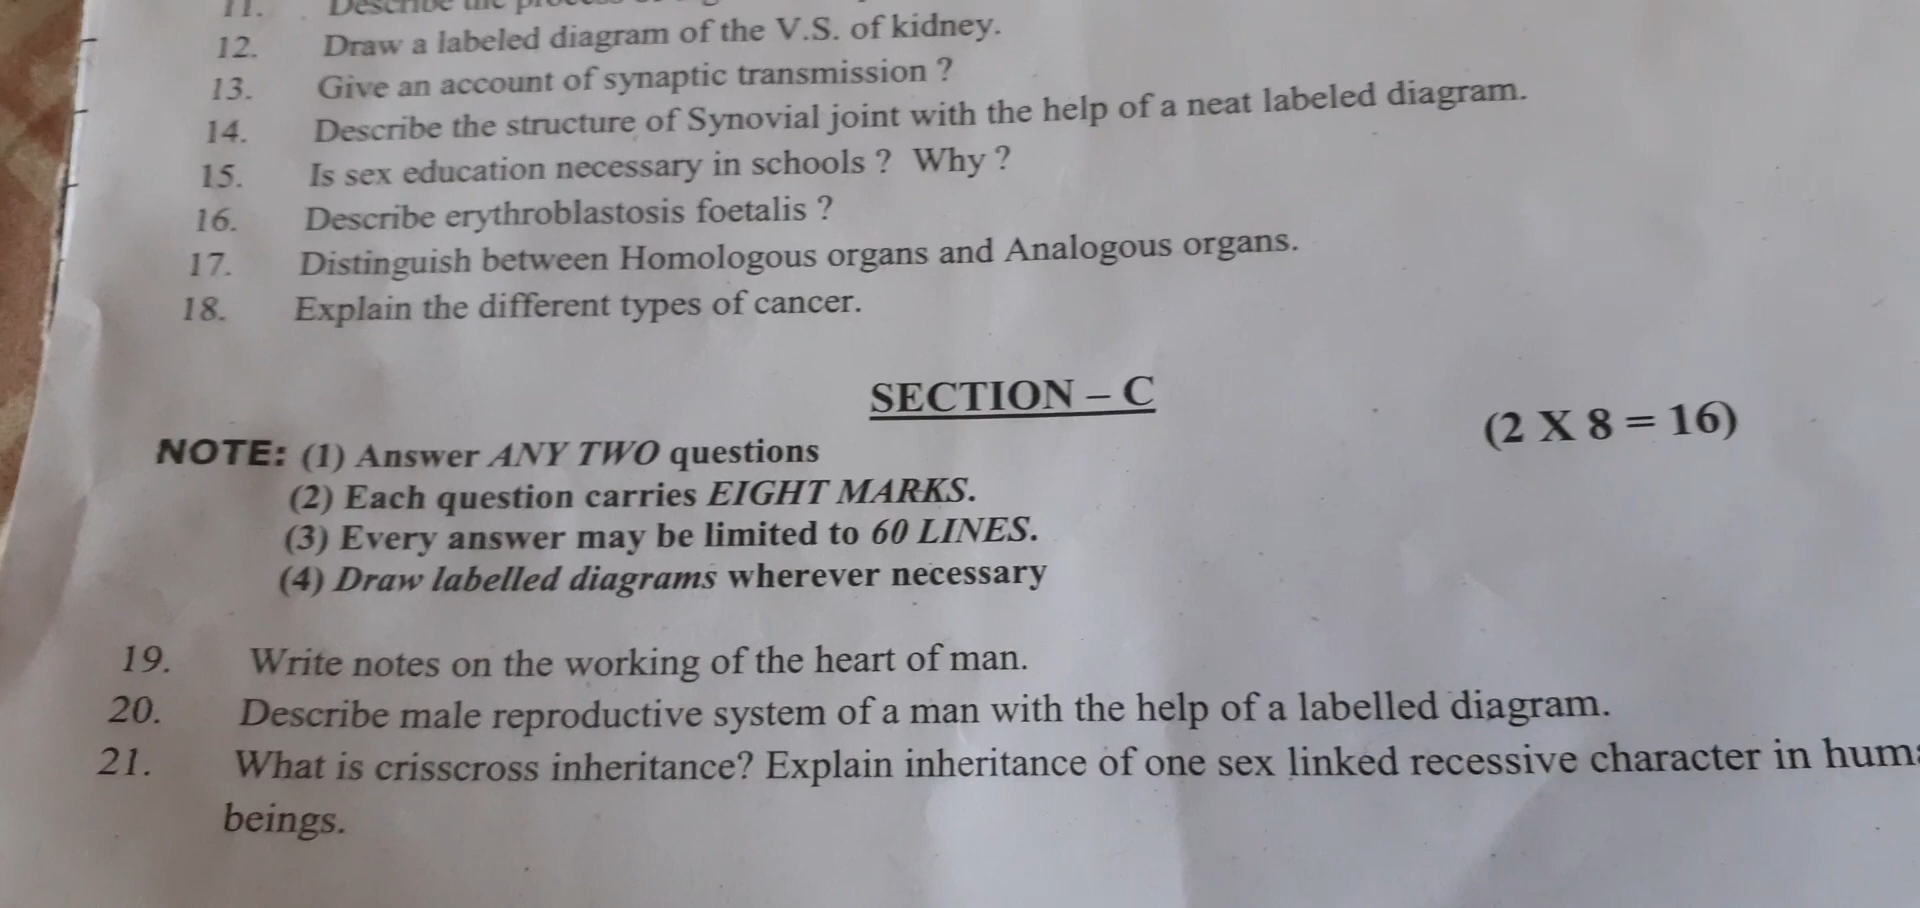 11. Describe the
12. Draw a labeled diagram of the V.S. of kidney.
13. Give an account of synaptic transmission ?
14. Describe the structure of Synovial joint with the help of a neat labeled diagram.
15. Is sex education necessary in schools ? Why ?
16. Describe erythroblastosis foetalis ?
17. Distinguish between Homologous organs and Analogous organs.
18. Explain the different types of cancer.
SECTION – C
(2 X 8 = 16)
NOTE: (1) Answer ANY TWO questions
(2) Each question carries EIGHT MARKS.
(3) Every answer may be limited to 60 LINES.
(4) Draw labelled diagrams wherever necessary
19. Write notes on the working of the heart of man.
20. Describe male reproductive system of a man with the help of a labelled diagram.
21. What is crisscross inheritance? Explain inheritance of one sex linked recessive character in
beings.